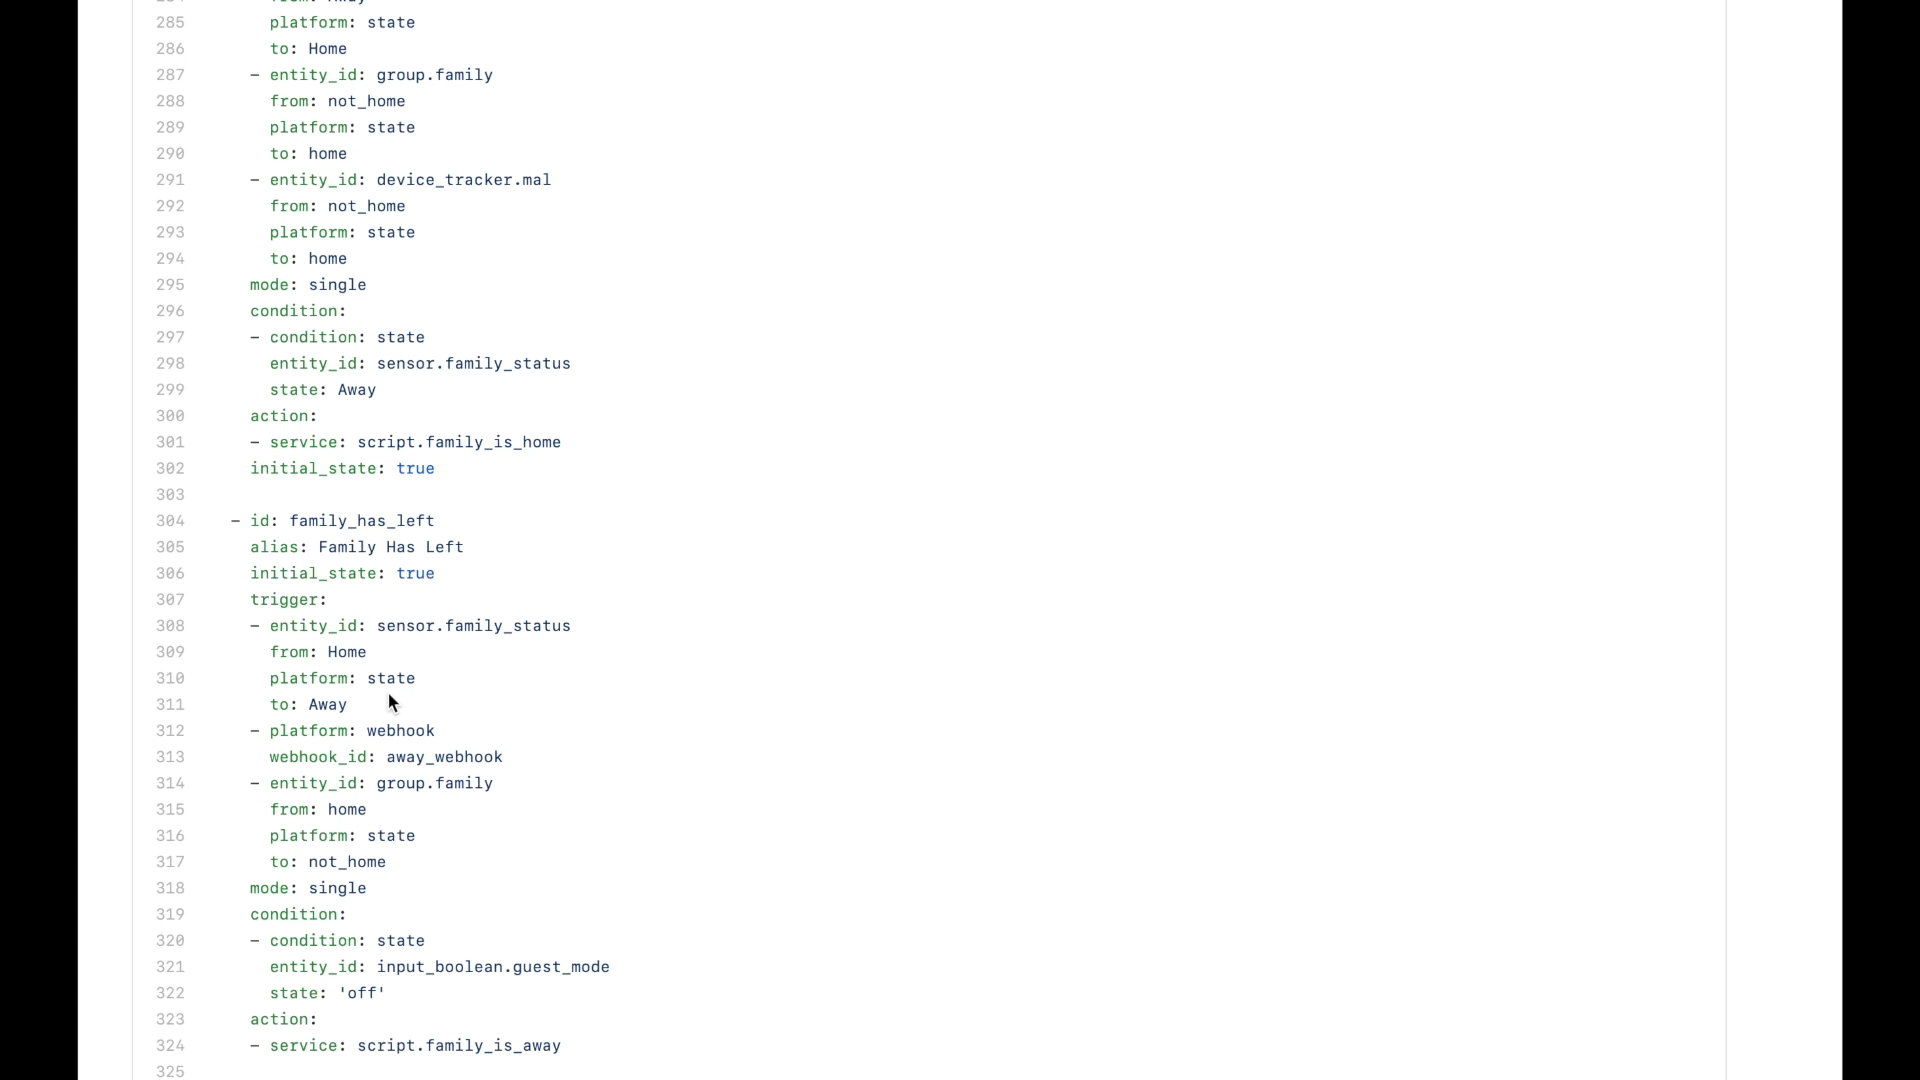 285 platform: state
286 to: Home
287 - entity_id: group.family
288 from: not_home
289 platform: state
290 to: home
291 - entity_id: device_tracker.mal
292 from: not_home
293 platform: state
294 to: home
295 mode: single
296 condition:
297 - condition: state
298 entity_id: sensor.family_status
299 state: Away
300 action:
301 - service: script.family_is_home
302 initial_state: true
303
304 - id: family_has_left
305 alias: Family Has Left
306 initial_state: true
307 trigger:
308 - entity_id: sensor.family_status
309 from: Home
310 platform: state
311 to: Away
312 - platform: webhook
313 webhook_id: away_webhook
314 - entity_id: group.family
315 from: home
316 platform: state
317 to: not_home
318 mode: single
319 condition:
320 - condition: state
321 entity_id: input_boolean.guest_mode
322 state: 'off'
323 action:
324 - service: script.family_is_away
325